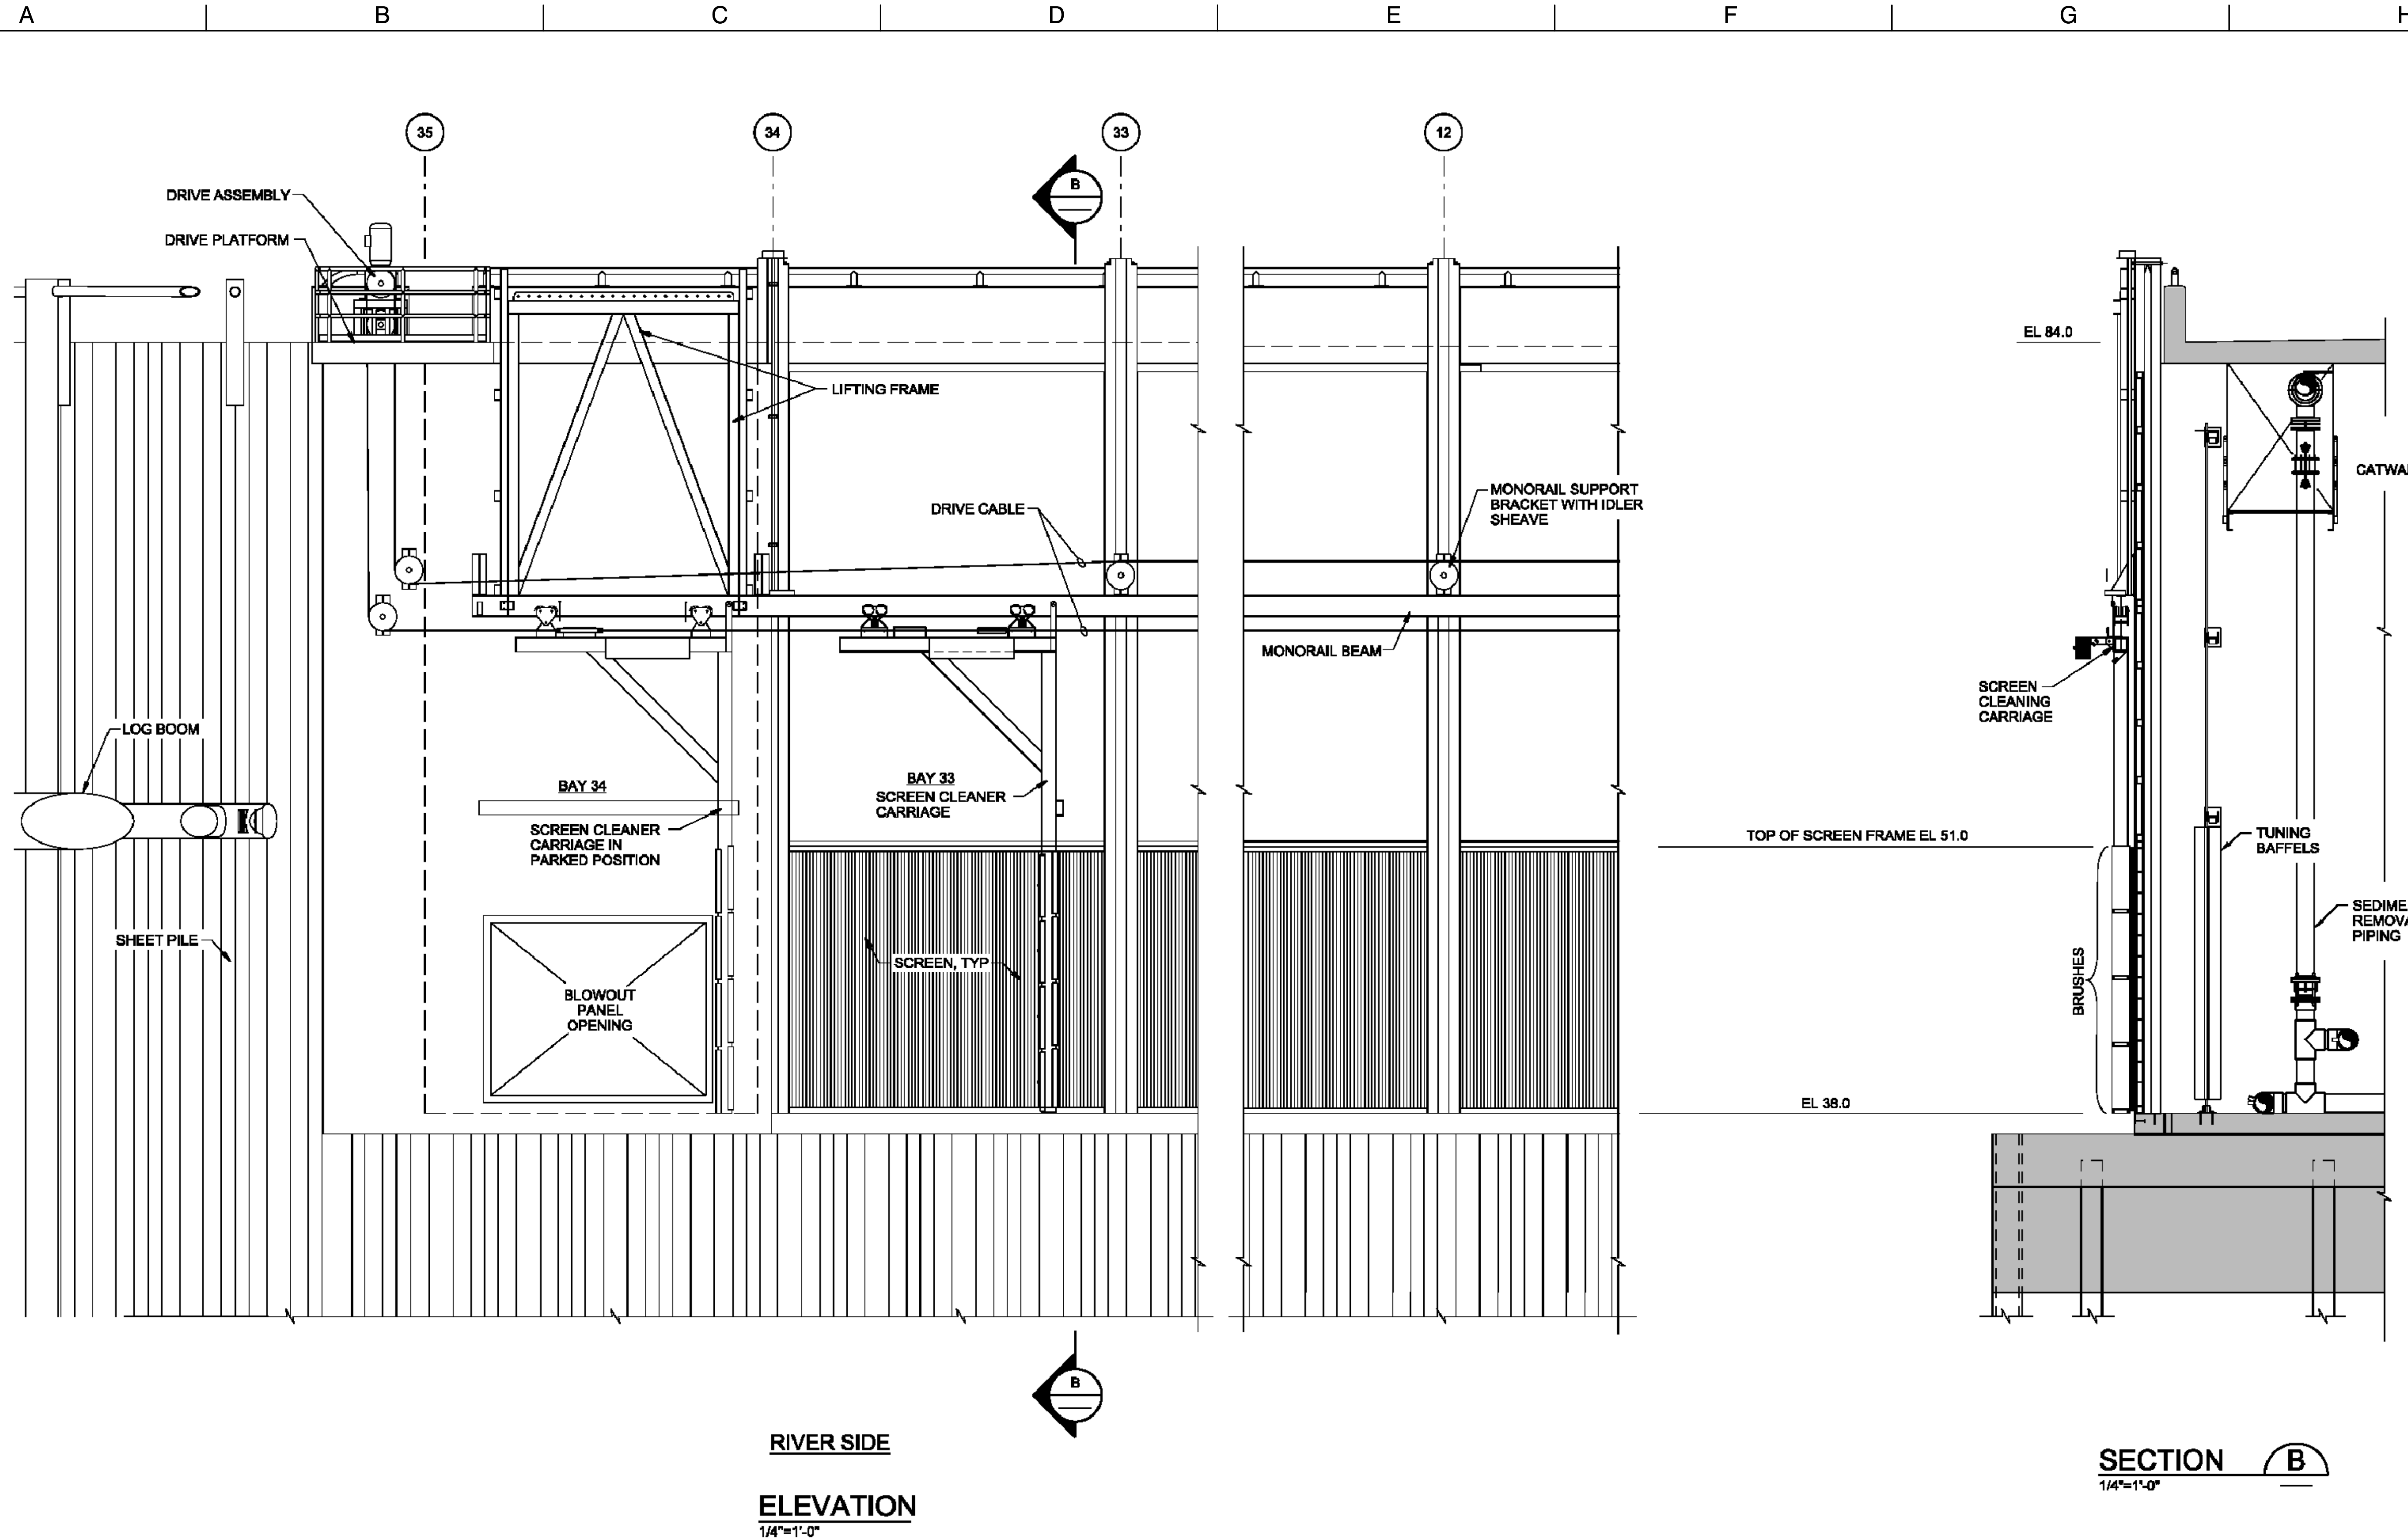 A B C D E F G H
35 34 33 12
B
DRIVE ASSEMBLY
DRIVE PLATFORM
EL 84.0
LIFTING FRAME
CATWA
MONORAIL SUPPORT
BRACKET WITH IDLER
SHEAVE
DRIVE CABLE
MONORAIL BEAM
SCREEN
CLEANING
CARRIAGE
LOG BOOM
BAY 34
SCREEN CLEANER
CARRIAGE IN
PARKED POSITION
BAY 33
SCREEN CLEANER
CARRIAGE
TOP OF SCREEN FRAME EL 51.0
TUNING
BAFFELS
SHEET PILE
SCREEN, TYP
BLOWOUT
PANEL
OPENING
BRUSHES
SEDIME
REMOVA
PIPING
EL 38.0
B
RIVER SIDE
ELEVATION
1/4"=1'-0"
SECTION B
1/4"=1'-0"